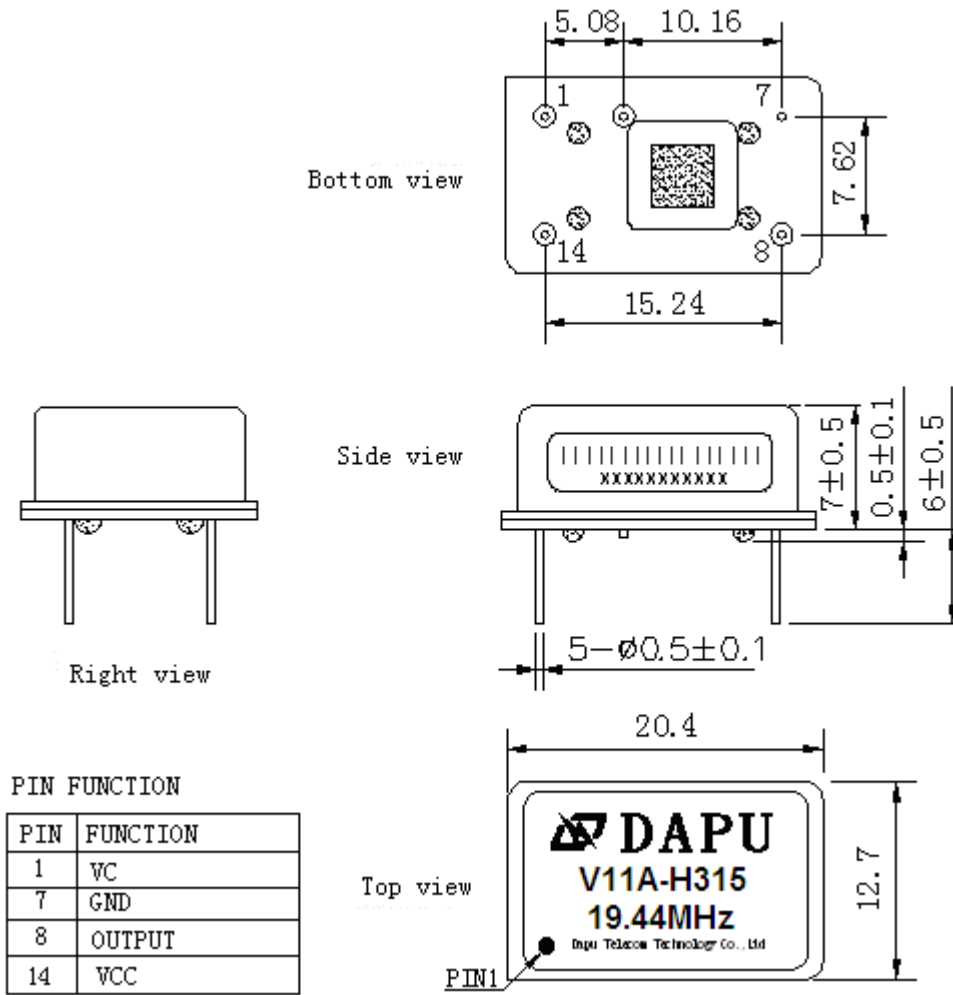 5.08 10.16
1 7
Bottom view
7.62
14 8
15.24
Side view
XXXXXXXXXXX
7±0.5
0.5±0.1
6±0.5
5-ø0.5±0.1
Right view
20.4
PIN FUNCTION
PIN FUNCTION
1 VC
7 GND
8 OUTPUT
14 VCC
Top view
DAPU
V11A-H315
19.44MHz
Dapu Telecom Technology Co., Ltd
PIN1
12.7